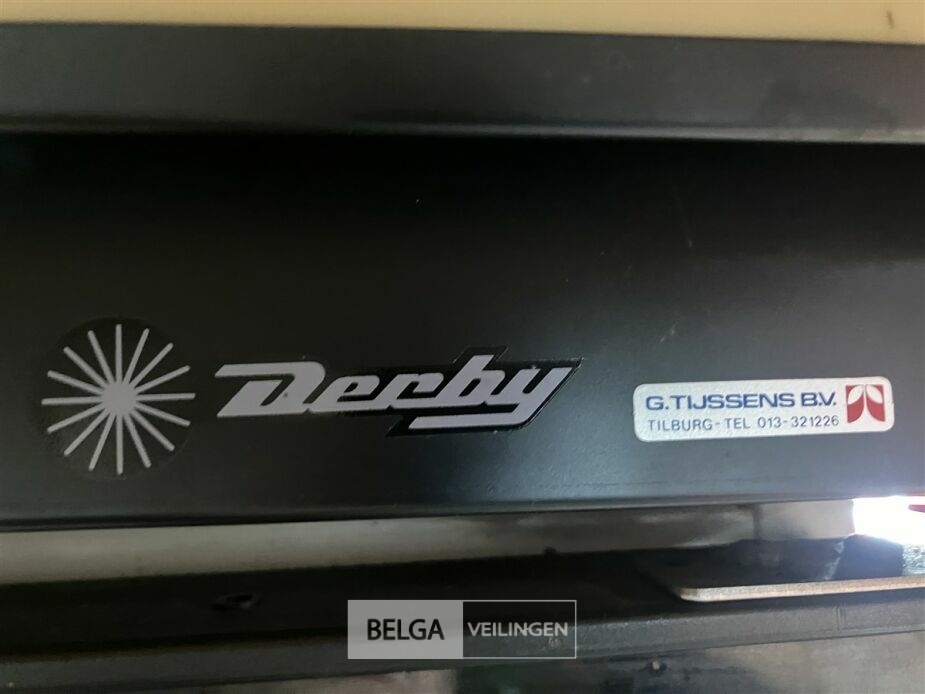 Derby
G.TIJSSENS B.V.
TILBURG - TEL 013-321226
BELGA VEILINGEN